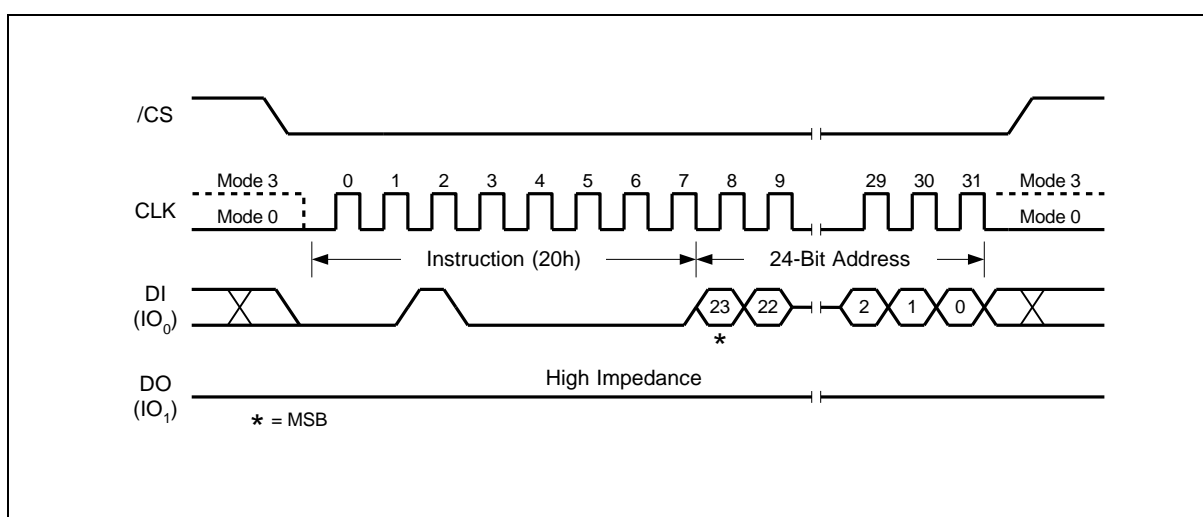 /CS
Mode 3 0 1 2 3 4 5 6 7 8 9 29 30 31 Mode 3
CLK Mode 0 Mode 0
Instruction (20h) 24-Bit Address
DI
(IO0) 23 22 2 1 0
*
High Impedance
DO
(IO1)
* = MSB